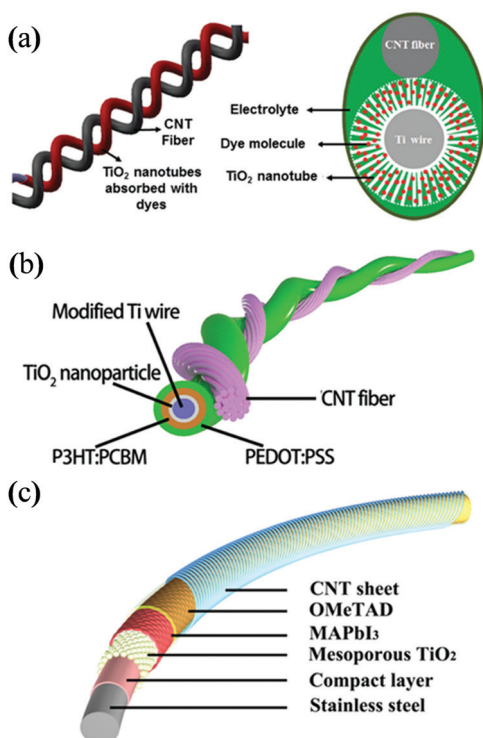 (a)
CNT
Fiber
TiO2 nanotubes
absorbed with
dyes
CNT fiber
Electrolyte
Dye molecule
Ti wire
TiO2 nanotube
(b)
Modified Ti wire
TiO2 nanoparticle
CNT fiber
P3HT:PCBM
PEDOT:PSS
(c)
CNT sheet
OMeTAD
MAPbI3
Mesoporous TiO2
Compact layer
Stainless steel